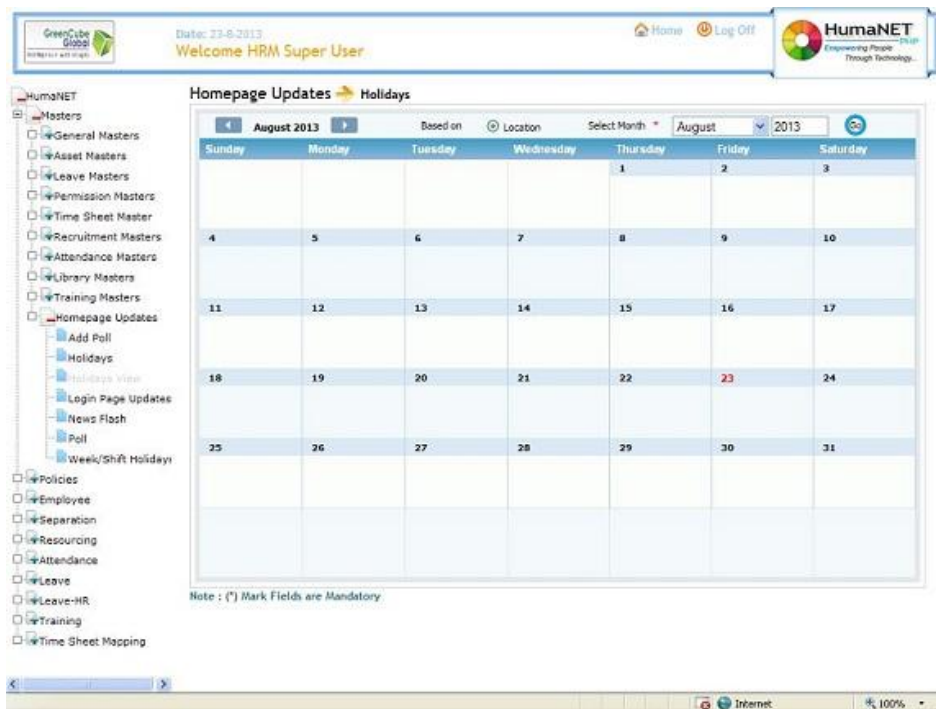 GreenCube
Global
Date: 23-8-2013
Welcome HRM Super User
Home
Log Off
HumaNET
PLUS
Empowering People
Through Technology...
HumaNET
Masters
General Masters
Asset Masters
Leave Masters
Permission Masters
Time Sheet Master
Recruitment Masters
Attendance Masters
Library Masters
Training Masters
Homepage Updates
Add Poll
Holidays
Holidays View
Login Page Updates
News Flash
Poll
Week/Shift Holidays
Policies
Employee
Separation
Resourcing
Attendance
Leave
Leave-HR
Training
Time Sheet Mapping
Homepage Updates Holidays
August 2013 Based on Location Select Month * August 2013 Go
Sunday Monday Tuesday Wednesday Thursday Friday Saturday
1 2 3
4 5 6 7 8 9 10
11 12 13 14 15 16 17
18 19 20 21 22 23 24
25 26 27 28 29 30 31
Note : (*) Mark Fields are Mandatory
Internet 100%